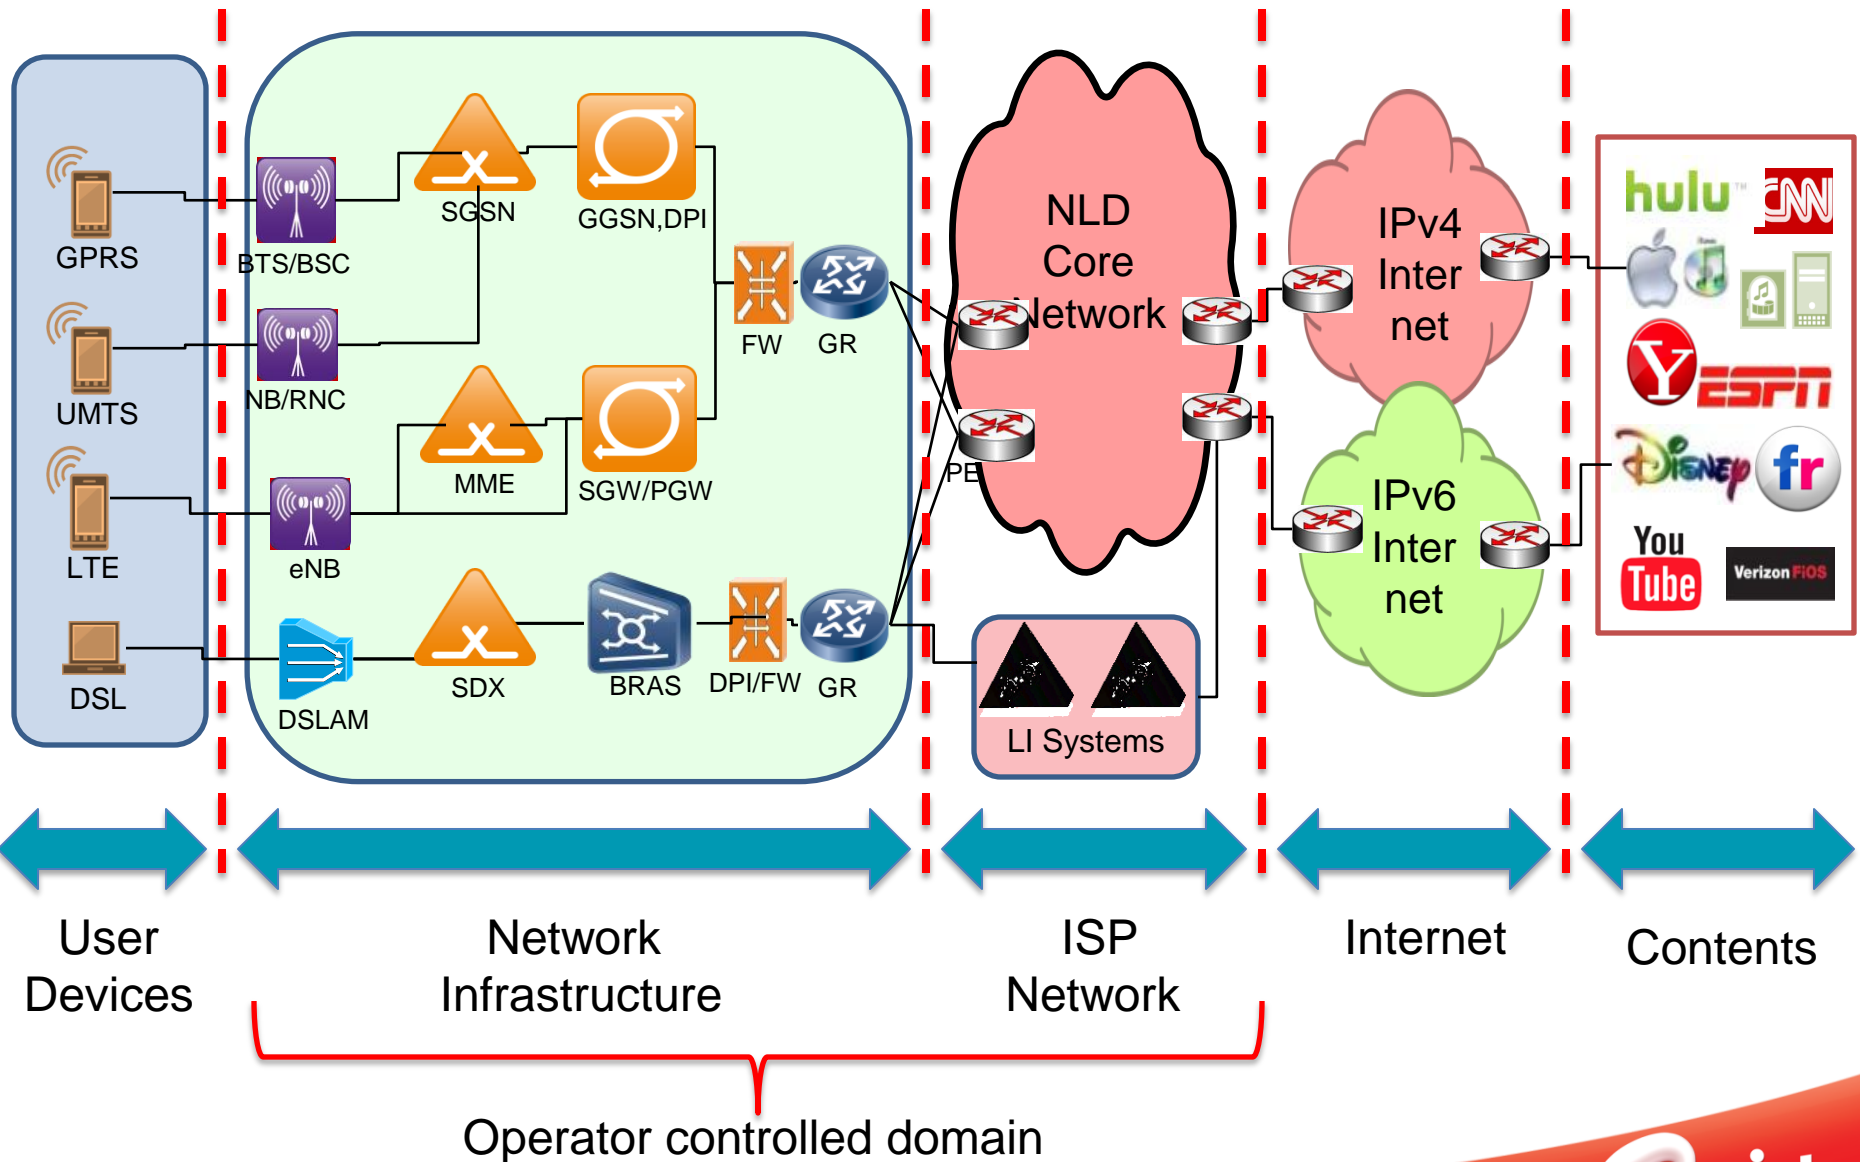 GPRS
UMTS
LTE
DSL
BTS/BSC
NB/RNC
eNB
DSLAM
SGSN
GGSN,DPI
MME
SGW/PGW
SDX
BRAS
DPI/FW
GR
FW
GR
PE
NLD
Core
Network
LI Systems
IPv4
Inter
net
IPv6
Inter
net
hulu™
CNN
Y
ESPN
Disney
fr
You
Tube
Verizon FiOS
User
Devices
Network
Infrastructure
ISP
Network
Internet
Contents
Operator controlled domain